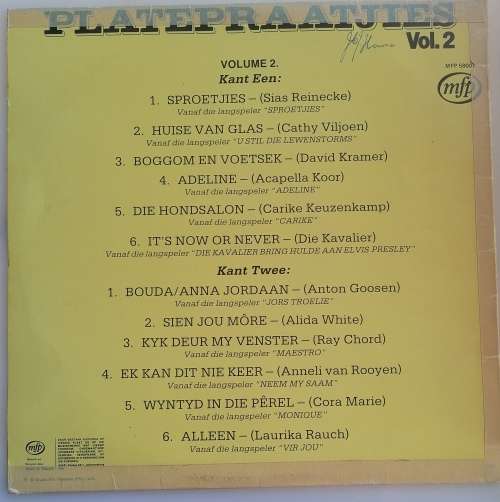 PLATEPRAATJIES
Vol. 2
MFP 58001
mfp
VOLUME 2.
Kant Een:
1. SPROETJIES – (Sias Reinecke)
Vanaf die langspeler "SPROETJIES"
2. HUISE VAN GLAS – (Cathy Viljoen)
Vanaf die langspeler "U STIL DIE LEWENSTORMS"
3. BOGGOM EN VOETSEK – (David Kramer)
4. ADELINE – (Acapella Koor)
Vanaf die langspeler "ADELINE"
5. DIE HONDSALON – (Carike Keuzenkamp)
Vanaf die langspeler "CARIKE"
6. IT'S NOW OR NEVER – (Die Kavalier)
Vanaf die langspeler "DIE KAVALIER BRING HULDE AAN ELVIS PRESLEY"
Kant Twee:
1. BOUDA/ANNA JORDAAN – (Anton Goosen)
Vanaf die langspeler "JORS TROELIE"
2. SIEN JOU MÔRE – (Alida White)
3. KYK DEUR MY VENSTER – (Ray Chord)
Vanaf die langspeler "MAESTRO"
4. EK KAN DIT NIE KEER – (Anneli van Rooyen)
Vanaf die langspeler "NEEM MY SAAM"
5. WYNTYD IN DIE PÊREL – (Cora Marie)
Vanaf die langspeler "MONIQUE"
6. ALLEEN – (Laurika Rauch)
Vanaf die langspeler "VIR JOU"
mfp